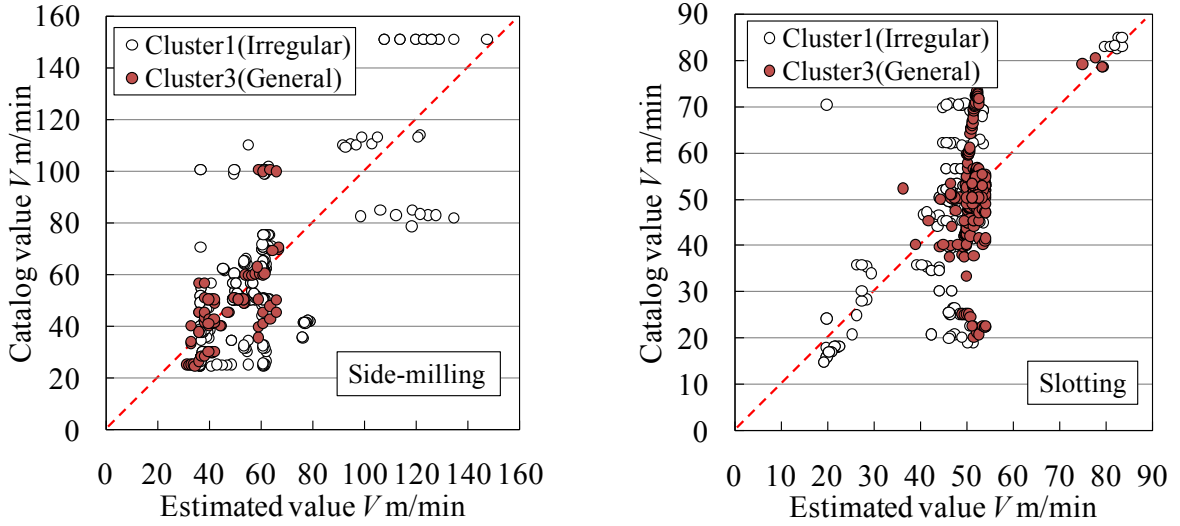 160
140
120
100
80
60
40
20
0
Catalog value V m/min
Cluster1(Irregular)
Cluster3(General)
Side-milling
0 20 40 60 80 100 120 140 160
Estimated value V m/min
90
80
70
60
50
40
30
20
10
0
Catalog value V m/min
Cluster1(Irregular)
Cluster3(General)
Slotting
0 10 20 30 40 50 60 70 80 90
Estimated value V m/min